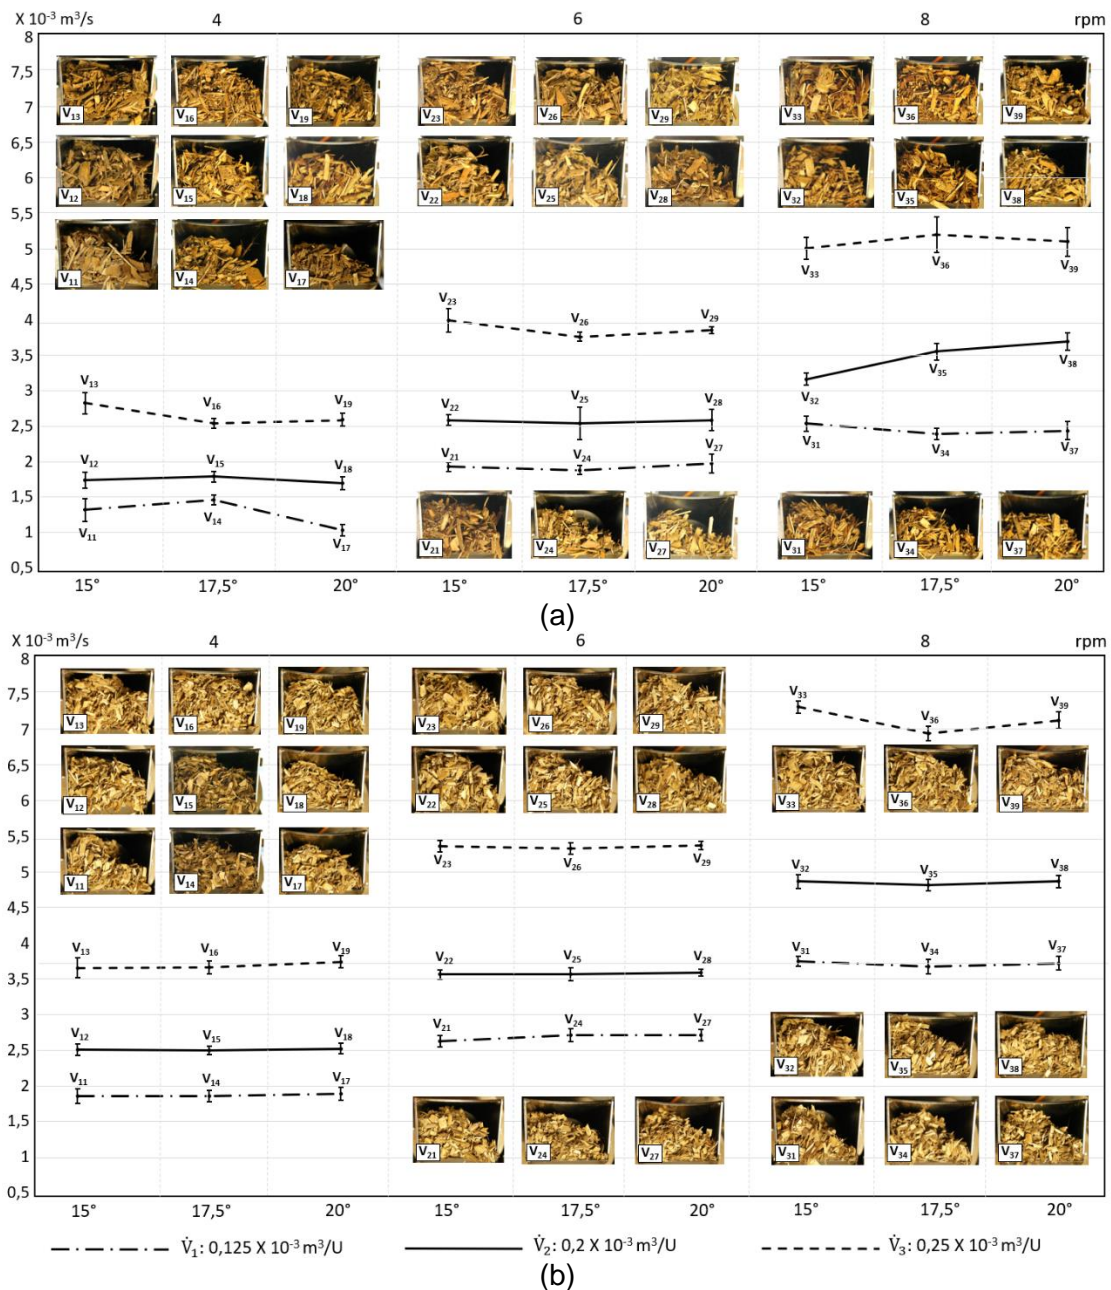 X 10⁻³ m³/s 4 6 8 rpm
8
7,5
V₁₃ V₁₆ V₁₉ V₂₃ V₂₆ V₂₉ V₃₃ V₃₆ V₃₉
7
6,5
6
V₁₂ V₁₅ V₁₈ V₂₂ V₂₅ V₂₈ V₃₂ V₃₅ V₃₈
5,5
5
V₁₁ V₁₄ V₁₇ V₃₃ V₃₆ V₃₉
4,5
V₂₃ V₂₆ V₂₉
4
3,5
V₁₃ V₁₆ V₁₉ V₃₂ V₃₅ V₃₈
3
V₂₂ V₂₅ V₂₈
2,5
V₁₂ V₁₅ V₁₈ V₂₁ V₂₄ V₂₇ V₃₁ V₃₄ V₃₇
2
1,5
V₁₁ V₁₄ V₁₇
1
V₂₁ V₂₄ V₂₇ V₃₁ V₃₄ V₃₇
0,5
15° 17,5° 20° 15° 17,5° 20° 15° 17,5° 20°
(a)
X 10⁻³ m³/s 4 6 8 rpm
8
7,5
V₃₃ V₃₆ V₃₉
V₁₃ V₁₆ V₁₉ V₂₃ V₂₆ V₂₉
7
6,5
6
V₁₂ V₁₅ V₁₈ V₂₂ V₂₅ V₂₈ V₃₃ V₃₆ V₃₉
5,5
V₂₃ V₂₆ V₂₉
5
V₁₁ V₁₄ V₁₇ V₃₂ V₃₅ V₃₈
4,5
4
V₁₃ V₁₆ V₁₉ V₂₂ V₂₅ V₂₈ V₃₁ V₃₄ V₃₇
3,5
3
V₁₂ V₁₅ V₁₈ V₂₁ V₂₄ V₂₇
2,5
V₃₂ V₃₅ V₃₈
2
V₁₁ V₁₄ V₁₇
1,5
1
V₂₁ V₂₄ V₂₇ V₃₁ V₃₄ V₃₇
0,5
15° 17,5° 20° 15° 17,5° 20° 15° 17,5° 20°
V̇₁: 0,125 X 10⁻³ m³/U V̇₂: 0,2 X 10⁻³ m³/U V̇₃: 0,25 X 10⁻³ m³/U
(b)